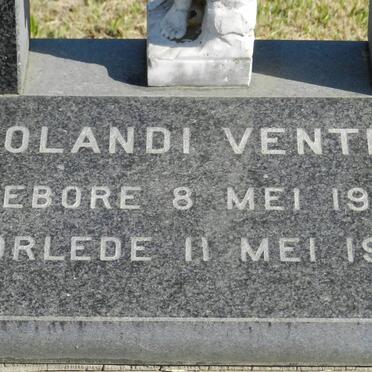 OLANDI VENT
EBORE 8 MEI 19
ORLEDE 11 MEI 19